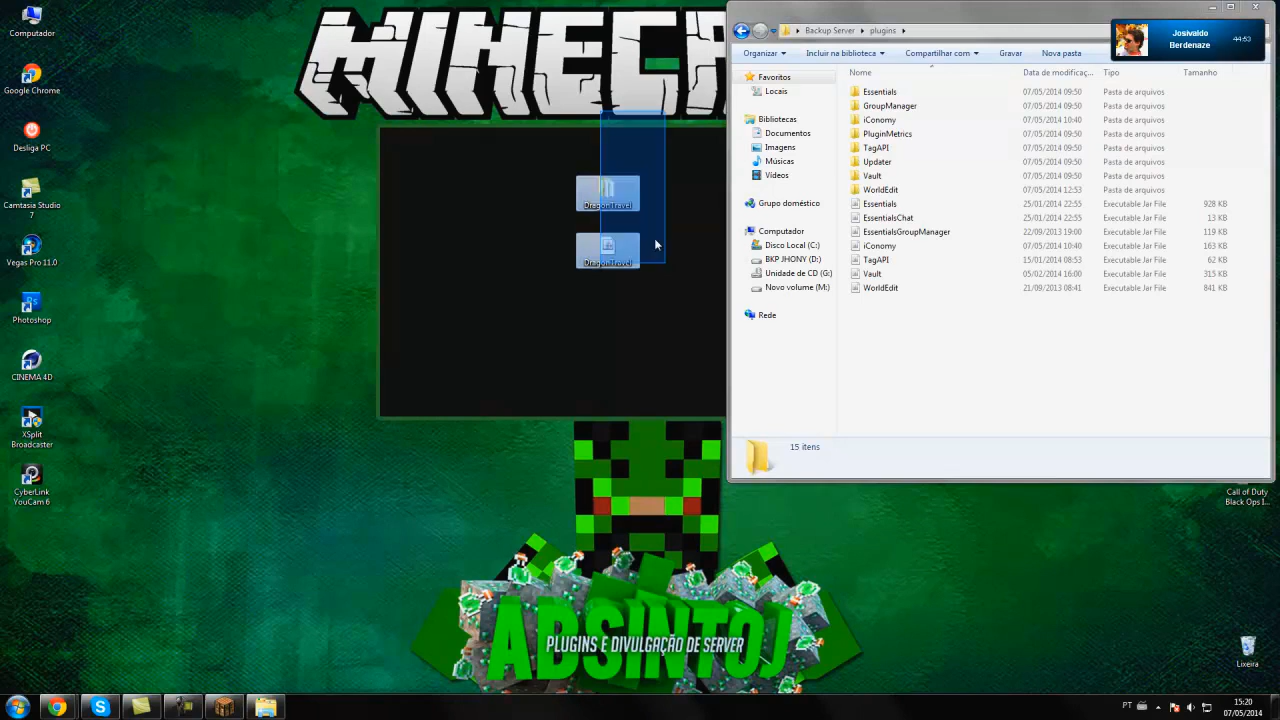 Computador
Google Chrome
Desliga PC
Camtasia Studio
7
Vegas Pro 11.0
Photoshop
CINEMA 4D
XSplit
Broadcaster
CyberLink
YouCam 6
MINEC
DragonTravel
DragonTravel
Backup Server
plugins
Josivaldo
Berdenaze
44:53
Organizar
Incluir na biblioteca
Compartilhar com
Gravar
Nova pasta
Favoritos
Locais
Bibliotecas
Documentos
Imagens
Músicas
Vídeos
Grupo doméstico
Computador
Disco Local (C:)
BKP JHONY (D:)
Unidade de CD (G:)
Novo volume (M:)
Rede
Nome Data de modificaç... Tipo Tamanho
Essentials 07/05/2014 09:50 Pasta de arquivos
GroupManager 07/05/2014 09:50 Pasta de arquivos
iConomy 07/05/2014 10:40 Pasta de arquivos
PluginMetrics 07/05/2014 09:50 Pasta de arquivos
TagAPI 07/05/2014 09:50 Pasta de arquivos
Updater 07/05/2014 09:50 Pasta de arquivos
Vault 07/05/2014 09:50 Pasta de arquivos
WorldEdit 07/05/2014 12:53 Pasta de arquivos
Essentials 25/01/2014 22:55 Executable Jar File 928 KB
EssentialsChat 25/01/2014 22:55 Executable Jar File 13 KB
EssentialsGroupManager 22/09/2013 19:00 Executable Jar File 119 KB
iConomy 07/05/2014 10:40 Executable Jar File 163 KB
TagAPI 15/01/2014 08:53 Executable Jar File 62 KB
Vault 05/02/2014 16:00 Executable Jar File 315 KB
WorldEdit 21/09/2013 08:41 Executable Jar File 841 KB
15 itens
Call of Duty
Black Ops I...
ABSINTOJ
PLUGINS E DIVULGAÇÃO DE SERVER
Lixeira
PT
15:20
07/05/2014